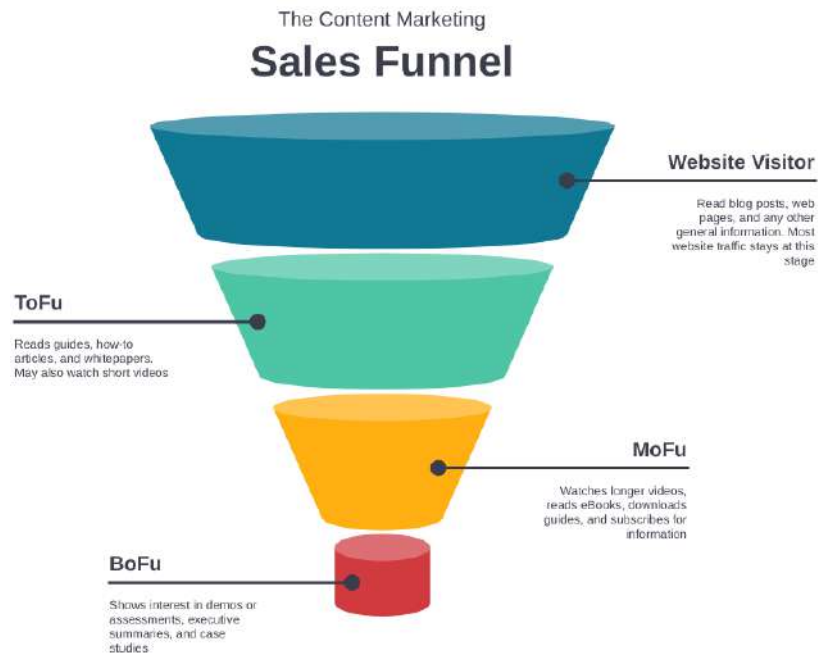 The Content Marketing
Sales Funnel
Website Visitor
Read blog posts, web
pages, and any other
general information. Most
website traffic stays at this
stage
ToFu
Reads guides, how-to
articles, and whitepapers.
May also watch short videos
MoFu
Watches longer videos,
reads eBooks, downloads
guides, and subscribes for
information
BoFu
Shows interest in demos or
assessments, executive
summaries, and case
studies